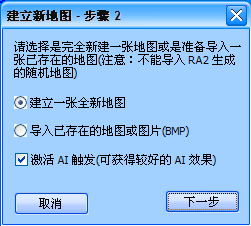 建立新地图 - 步骤 2
请选择是完全新建一张地图或是准备导入一
张已存在的地图(注意：不能导入 RA2 生成
的随机地图)
建立一张全新地图
导入已存在的地图或图片(BMP)
激活 AI 触发(可获得较好的 AI 效果)
取消
下一步